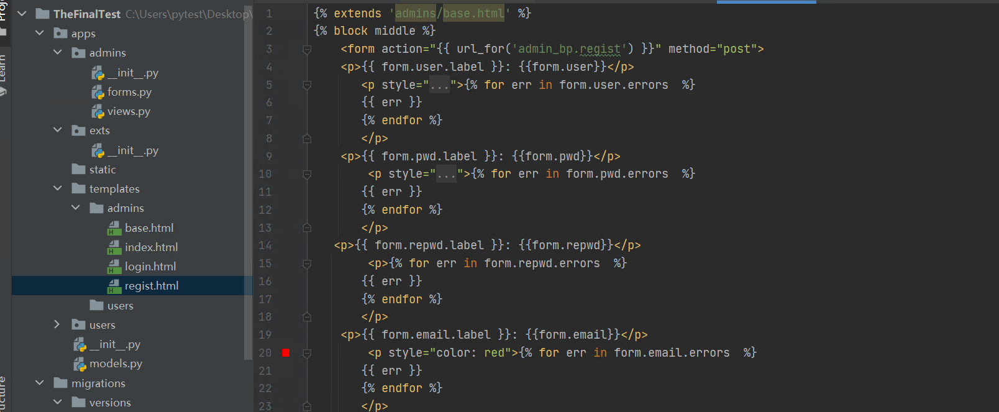 Proj
Learn
ructure
TheFinalTest C:\Users\pytest\Desktop\
apps
admins
__init__.py
forms.py
views.py
exts
__init__.py
static
templates
admins
base.html
index.html
login.html
regist.html
users
users
__init__.py
models.py
migrations
versions
1 {% extends 'admins/base.html' %}
2 {% block middle %}
3 <form action="{{ url_for('admin_bp.regist') }}" method="post">
4 <p>{{ form.user.label }}: {{form.user}}</p>
5 <p style="...">{% for err in form.user.errors  %}
6 {{ err }}
7 {% endfor %}
8 </p>
9 <p>{{ form.pwd.label }}: {{form.pwd}}</p>
10 <p style="...">{% for err in form.pwd.errors  %}
11 {{ err }}
12 {% endfor %}
13 </p>
14 <p>{{ form.repwd.label }}: {{form.repwd}}</p>
15 <p>{% for err in form.repwd.errors  %}
16 {{ err }}
17 {% endfor %}
18 </p>
19 <p>{{ form.email.label }}: {{form.email}}</p>
20 <p style="color: red">{% for err in form.email.errors  %}
21 {{ err }}
22 {% endfor %}
23 </p>